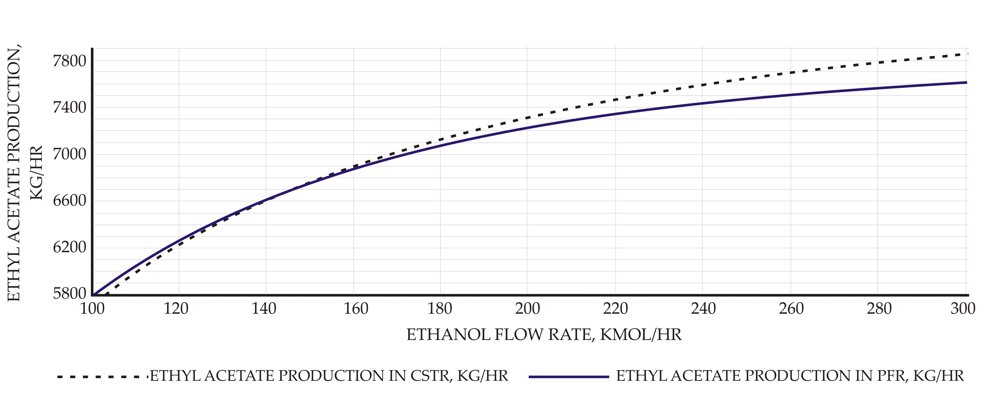 ETHYL ACETATE PRODUCTION,
KG/HR
7800
7400
7000
6600
6200
5800
100 120 140 160 180 200 220 240 260 280 300
ETHANOL FLOW RATE, KMOL/HR
ETHYL ACETATE PRODUCTION IN CSTR, KG/HR ETHYL ACETATE PRODUCTION IN PFR, KG/HR